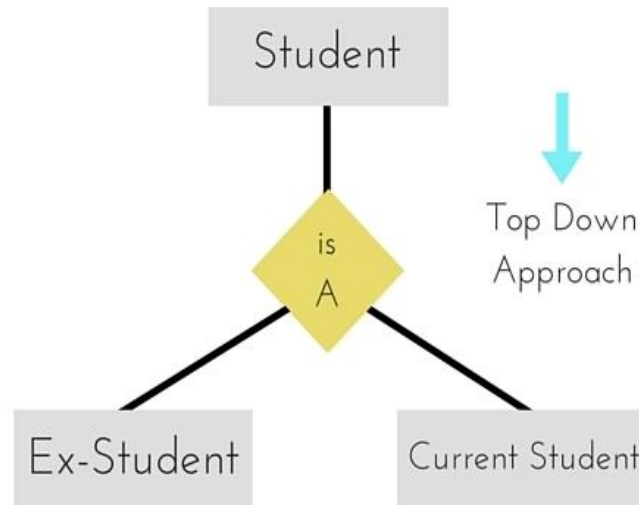 Student
is
A
Top Down
Approach
Ex-Student
Current Student